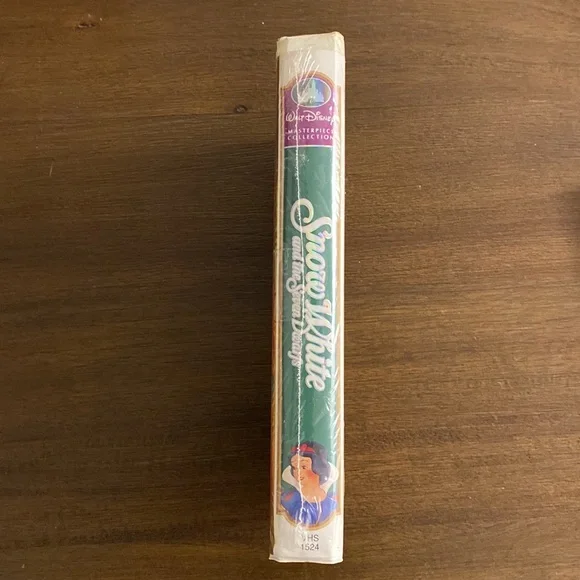 WALT DISNEY
MASTERPIECE
COLLECTION
Snow White
and the Seven Dwarfs
VHS
1524